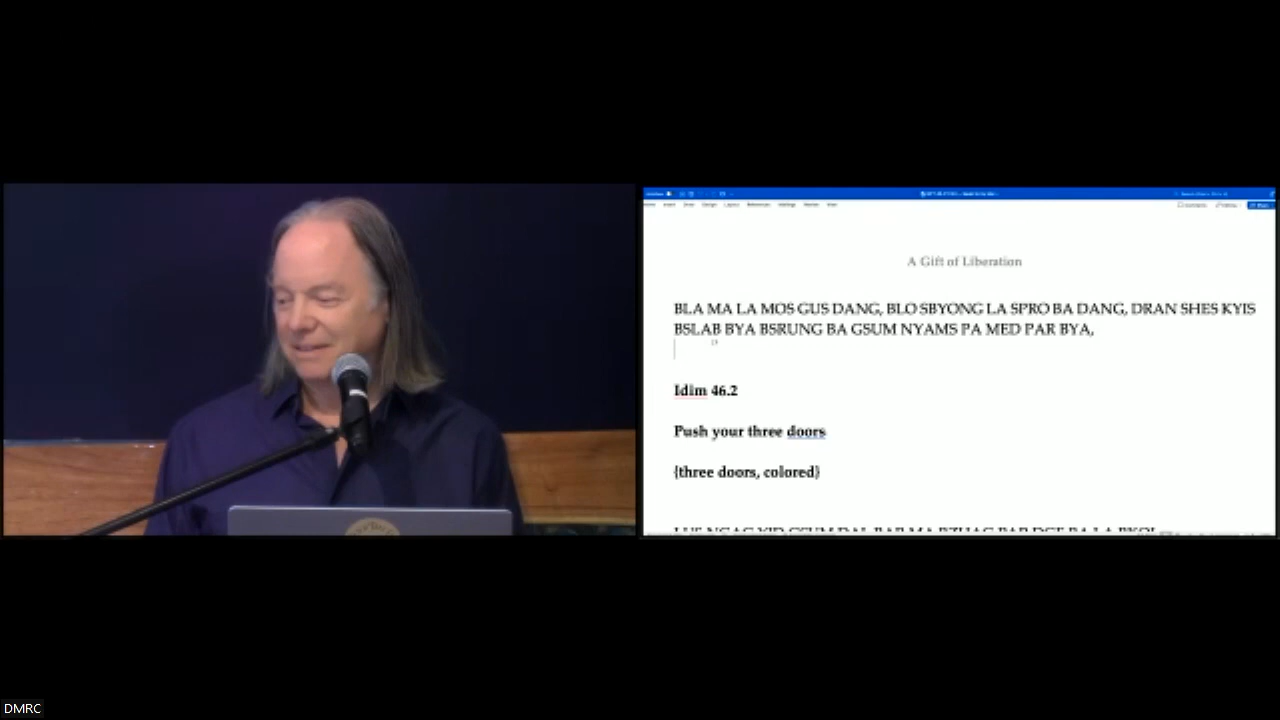 A Gift of Liberation
BLA MA LA MOS GUS DANG, BLO SBYONG LA SPRO BA DANG, DRAN SHES KYIS
BSLAB BYA BSRUNG BA GSUM NYAMS PA MED PAR BYA,
Idim 46.2
Push your three doors
{three doors, colored}
DMRC